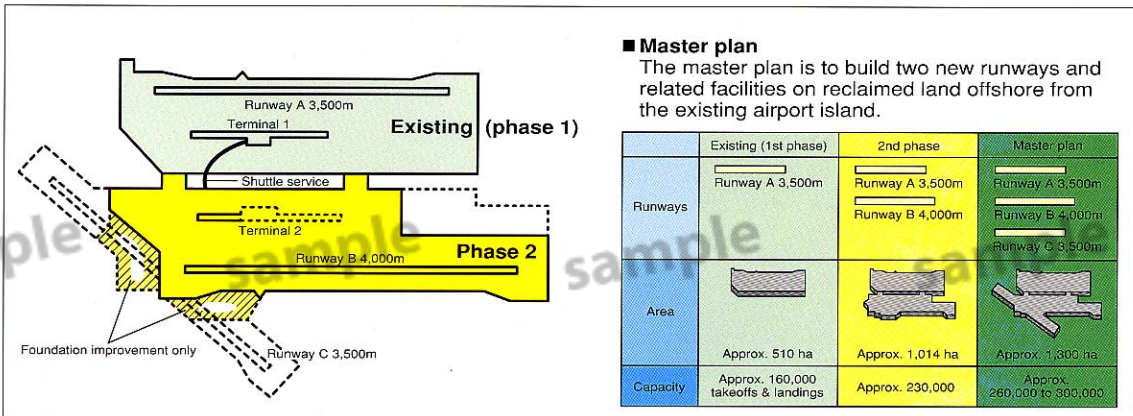 Runway A 3,500m
Terminal 1
Existing (phase 1)
Shuttle service
Terminal 2
Phase 2
Runway B 4,000m
Foundation improvement only
Runway C 3,500m
■ Master plan
The master plan is to build two new runways and
related facilities on reclaimed land offshore from
the existing airport island.
Existing (1st phase) 2nd phase Master plan
Runways
Runway A 3,500m Runway A 3,500m Runway A 3,500m
Runway B 4,000m Runway B 4,000m
Runway C 3,500m
Area
Approx. 510 ha Approx. 1,014 ha Approx. 1,300 ha
Capacity
Approx. 160,000
takeoffs & landings
Approx. 230,000
Approx.
260,000 to 300,000
sample
sample
sample
sample